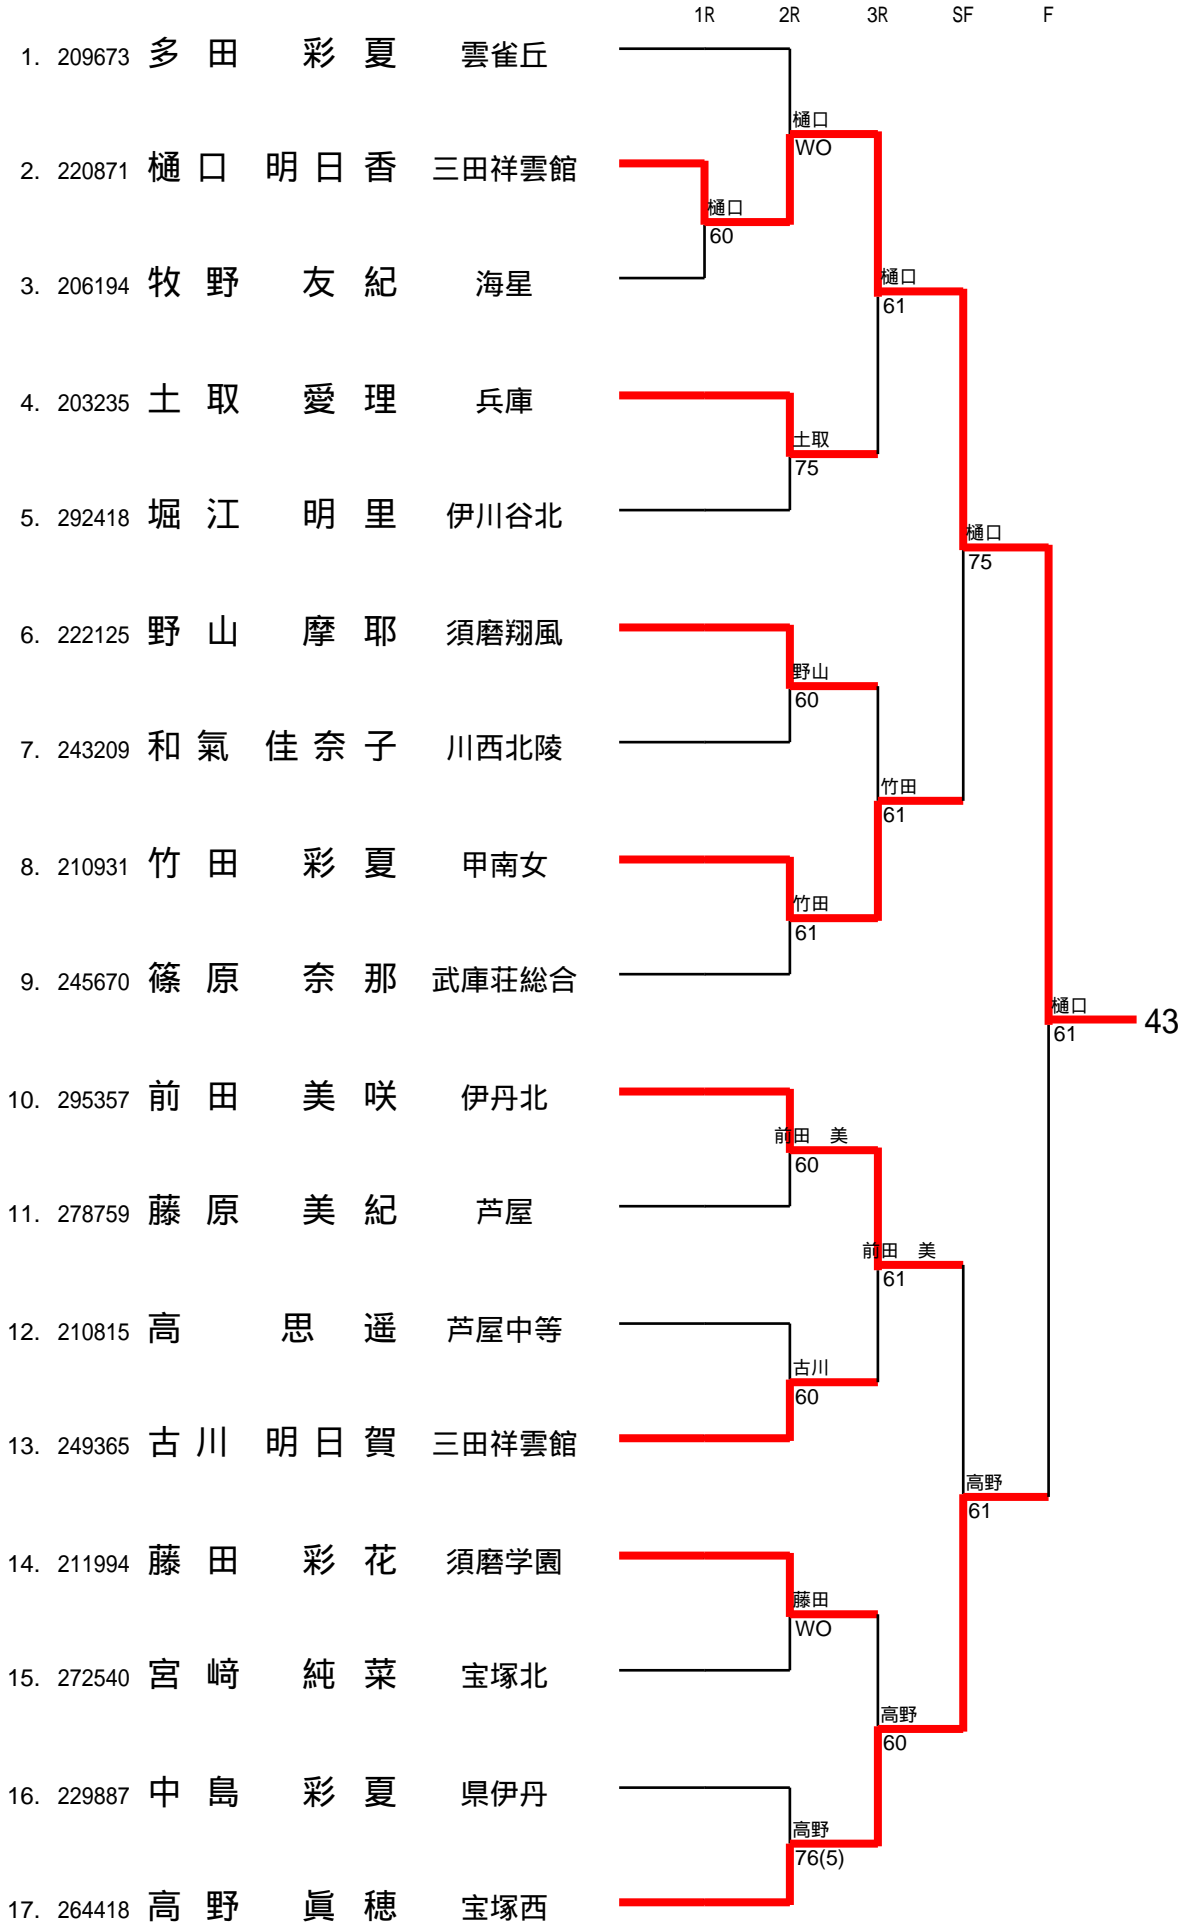 1R 2R 3R SF F
1. 209673 多田 彩夏 雲雀丘
樋口
WO
2. 220871 樋口 明日香 三田祥雲館
樋口
60
3. 206194 牧野 友紀 海星
樋口
61
4. 203235 土取 愛理 兵庫
土取
75
5. 292418 堀江 明里 伊川谷北
樋口
75
6. 222125 野山 摩耶 須磨翔風
野山
60
7. 243209 和氣 佳奈子 川西北陵
竹田
61
8. 210931 竹田 彩夏 甲南女
竹田
61
9. 245670 篠原 奈那 武庫荘総合
樋口
61
43
10. 295357 前田 美咲 伊丹北
前田 美
60
11. 278759 藤原 美紀 芦屋
前田 美
61
12. 210815 高 思遥 芦屋中等
古川
60
13. 249365 古川 明日賀 三田祥雲館
高野
61
14. 211994 藤田 彩花 須磨学園
藤田
WO
15. 272540 宮﨑 純菜 宝塚北
高野
60
16. 229887 中島 彩夏 県伊丹
高野
76(5)
17. 264418 高野 眞穂 宝塚西